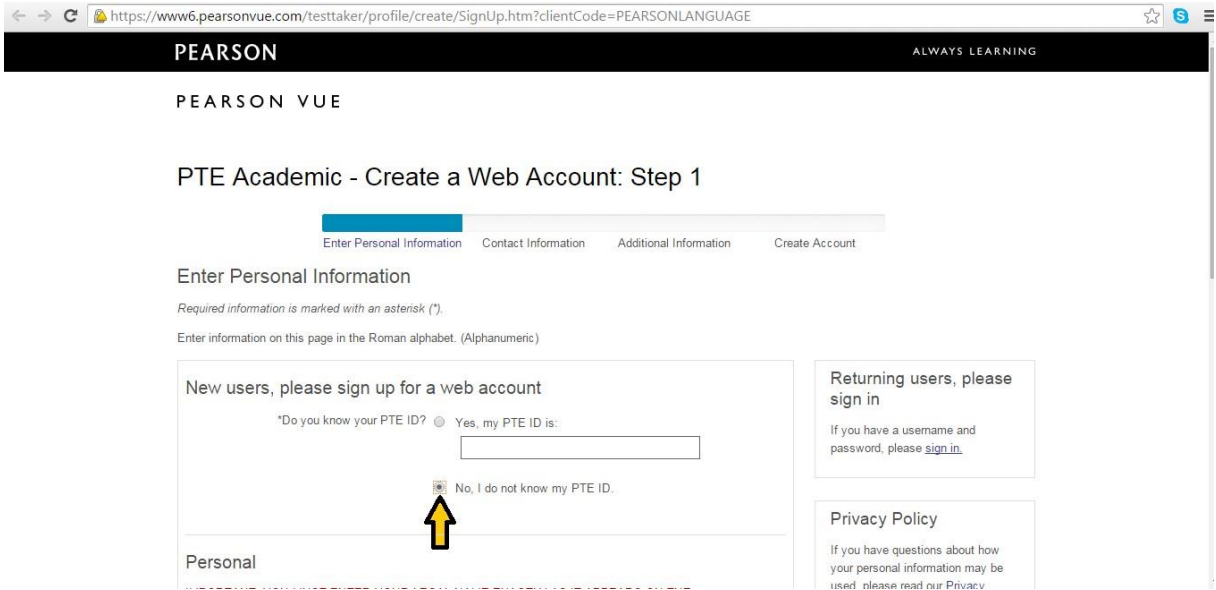 https://www6.pearsonvue.com/testtaker/profile/create/SignUp.htm?clientCode=PEARSONLANGUAGE
PEARSON
ALWAYS LEARNING
PEARSON VUE
PTE Academic - Create a Web Account: Step 1
Enter Personal Information Contact Information Additional Information Create Account
Enter Personal Information
Required information is marked with an asterisk (*).
Enter information on this page in the Roman alphabet. (Alphanumeric)
New users, please sign up for a web account
*Do you know your PTE ID? Yes, my PTE ID is:
No, I do not know my PTE ID.
Personal
Returning users, please
sign in
If you have a username and
password, please sign in.
Privacy Policy
If you have questions about how
your personal information may be
used, please read our Privacy